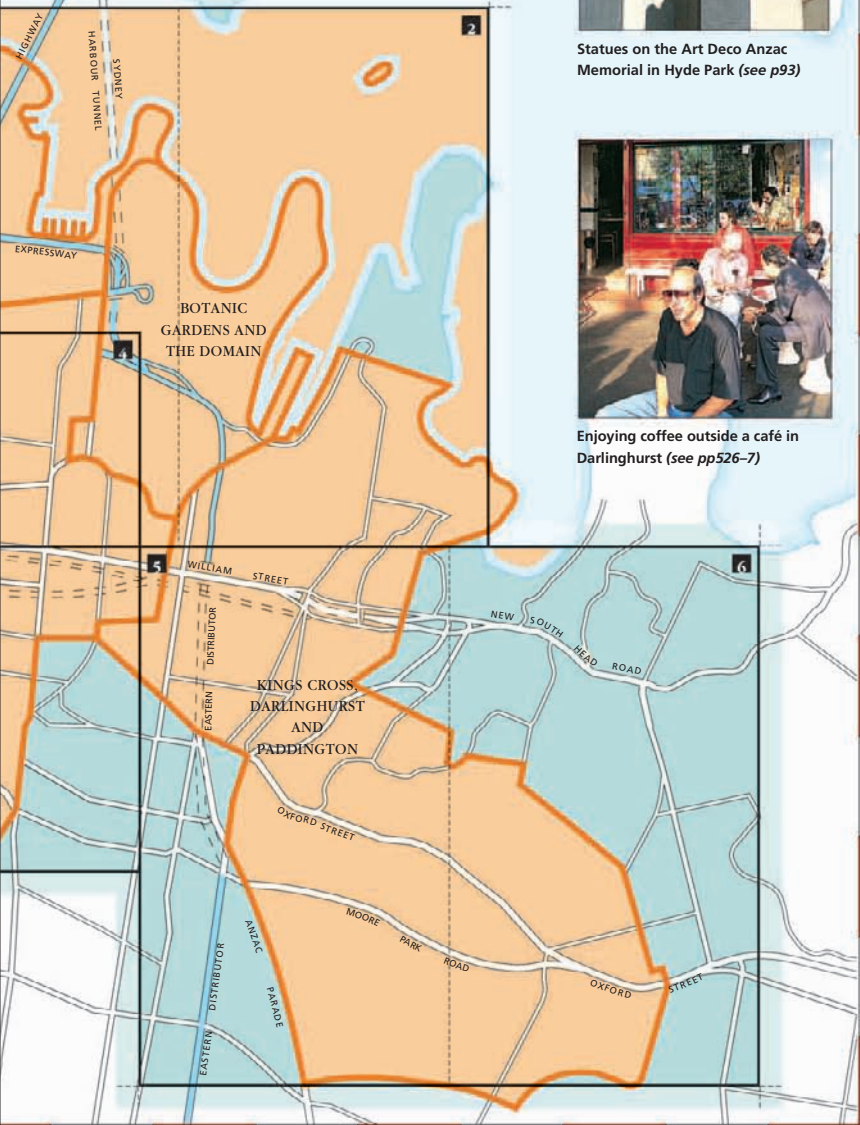 2
Statues on the Art Deco Anzac
Memorial in Hyde Park (see p93)
HIGHWAY
SYDNEY
HARBOUR TUNNEL
EXPRESSWAY
BOTANIC
GARDENS AND
THE DOMAIN
4
Enjoying coffee outside a café in
Darlinghurst (see pp526–7)
5
6
WILLIAM STREET
NEW SOUTH HEAD ROAD
EASTERN DISTRIBUTOR
KINGS CROSS,
DARLINGHURST
AND
PADDINGTON
OXFORD STREET
MOORE PARK ROAD
ANZAC PARADE
OXFORD STREET
EASTERN DISTRIBUTOR